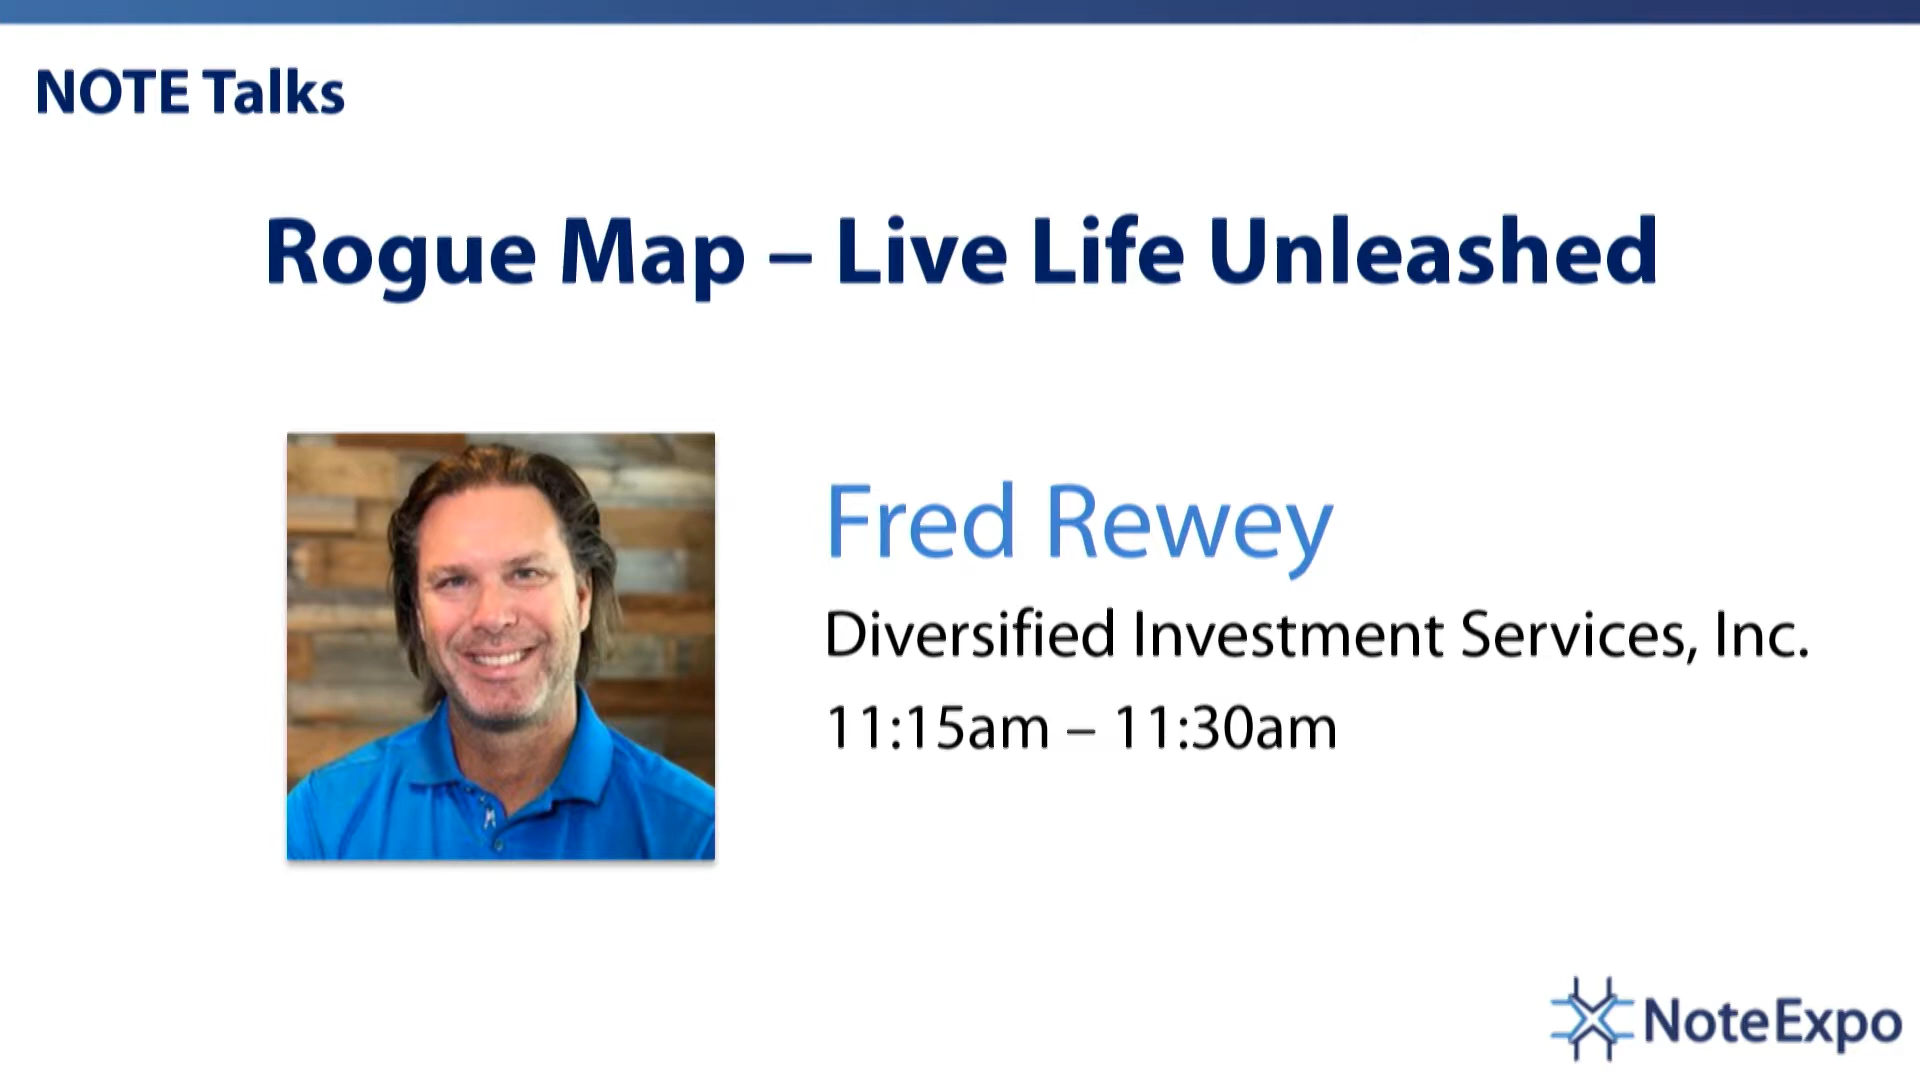 NOTE Talks
Rogue Map – Live Life Unleashed
Fred Rewey
Diversified Investment Services, Inc.
11:15am – 11:30am
NoteExpo